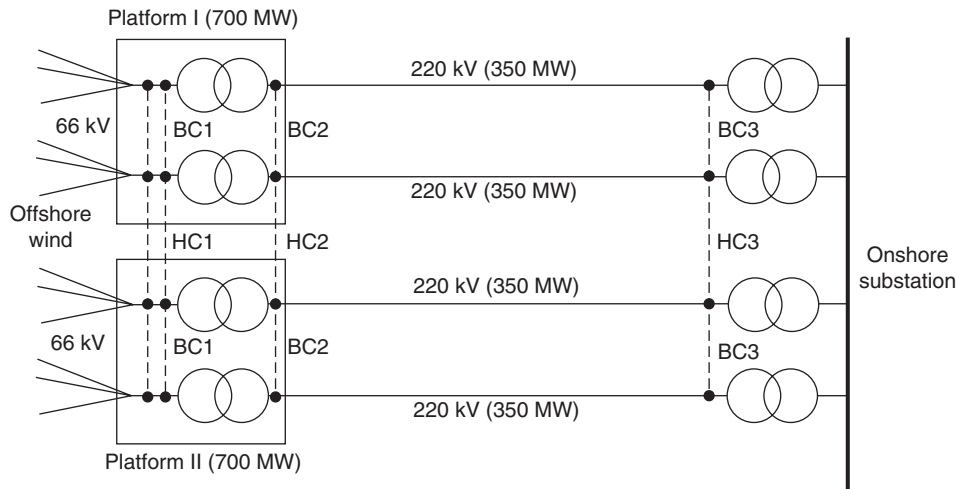 Platform I (700 MW)
220 kV (350 MW)
66 kV
BC1
BC2
BC3
220 kV (350 MW)
Offshore
wind
HC1
HC2
HC3
Onshore
substation
220 kV (350 MW)
66 kV
BC1
BC2
BC3
220 kV (350 MW)
Platform II (700 MW)